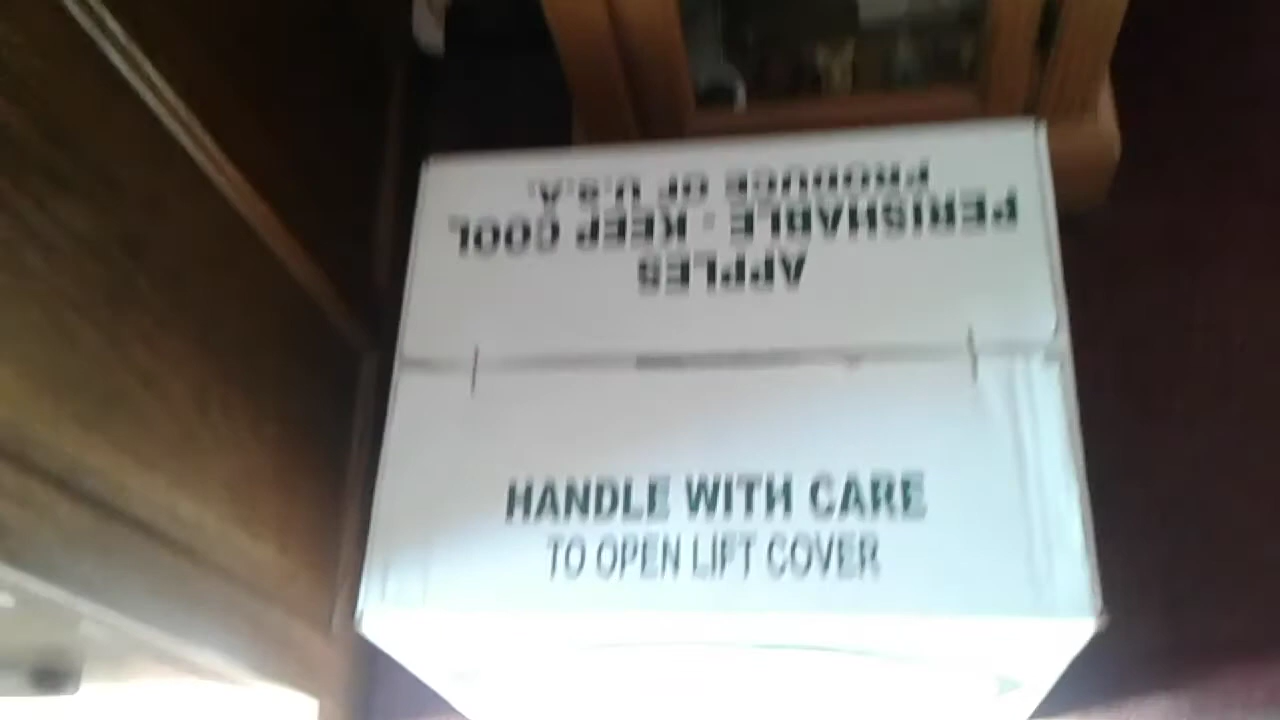 APPLES
PERISHABLE - KEEP COOL
PRODUCE OF U.S.A.
HANDLE WITH CARE
TO OPEN LIFT COVER